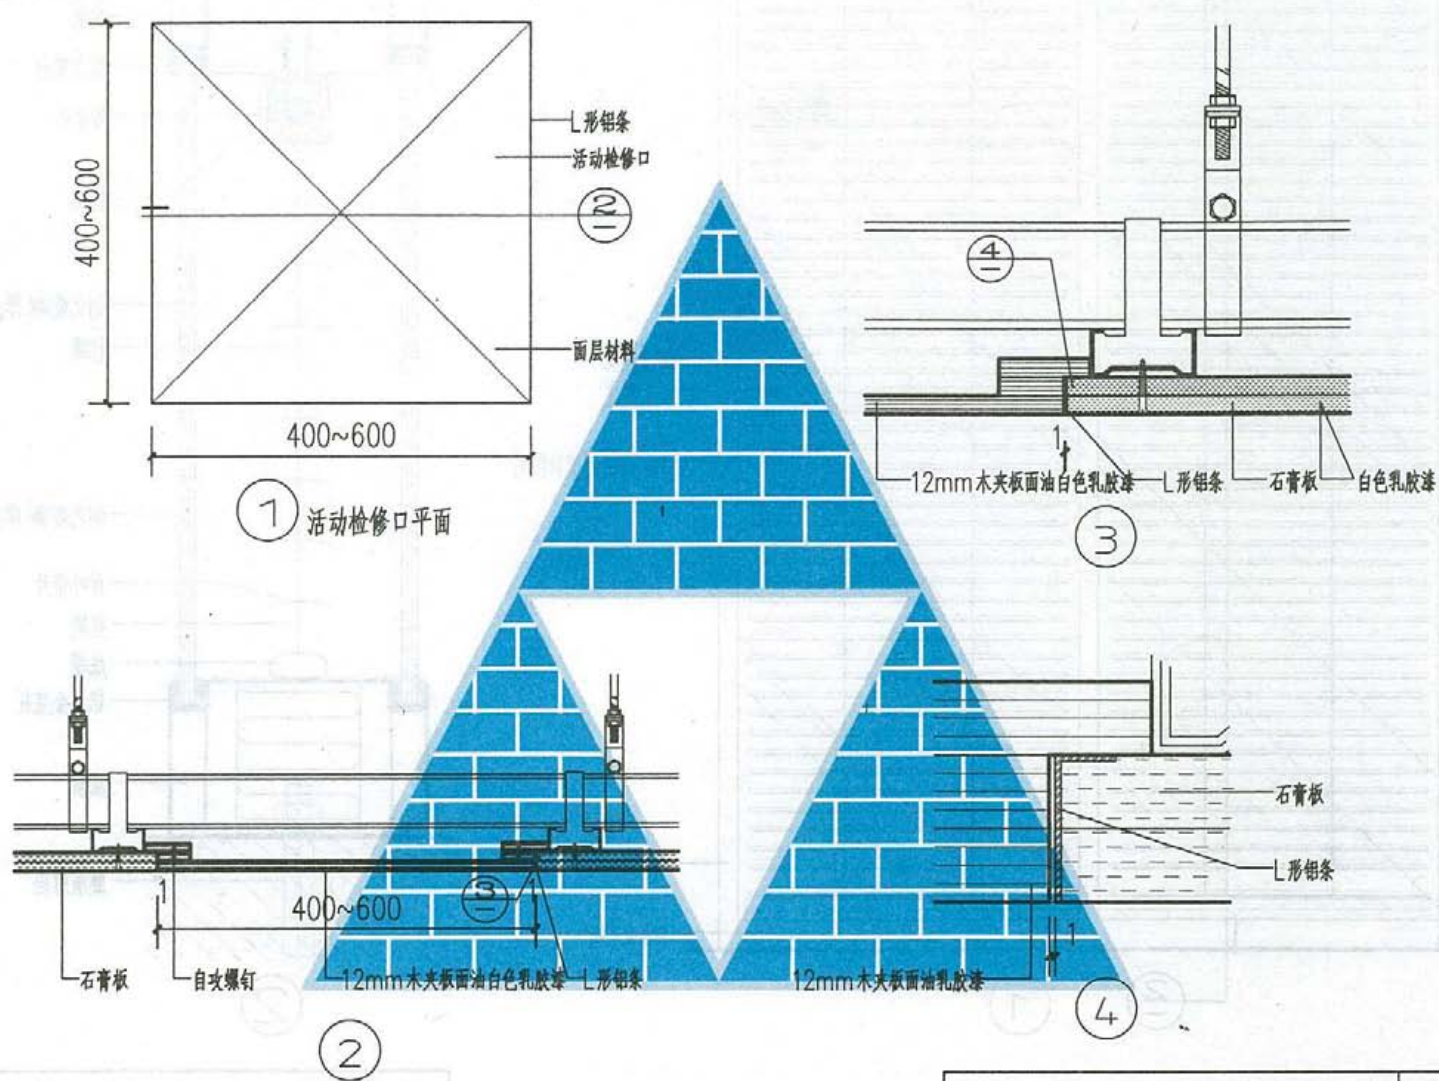 400~600
L形铝条
活动检修口
2
面层材料
400~600
1 活动检修口平面
4
1
12mm木夹板面油白色乳胶漆
L形铝条
石膏板
白色乳胶漆
3
3
1
1
400~600
石膏板
自攻螺钉
12mm木夹板面油白色乳胶漆
L形铝条
2
石膏板
L形铝条
1
12mm木夹板面油乳胶漆
4